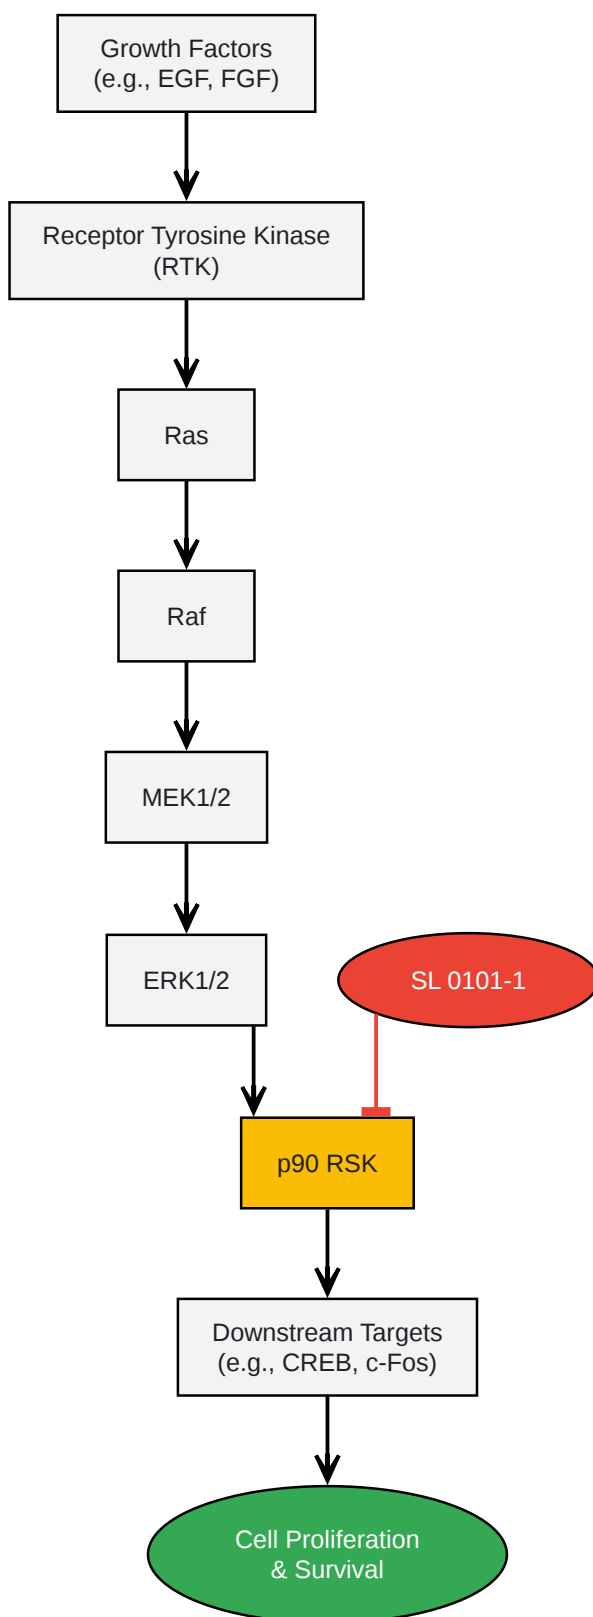 Growth Factors
(e.g., EGF, FGF)
Receptor Tyrosine Kinase
(RTK)
Ras
Raf
MEK1/2
ERK1/2
SL 0101-1
p90 RSK
Downstream Targets
(e.g., CREB, c-Fos)
Cell Proliferation
& Survival